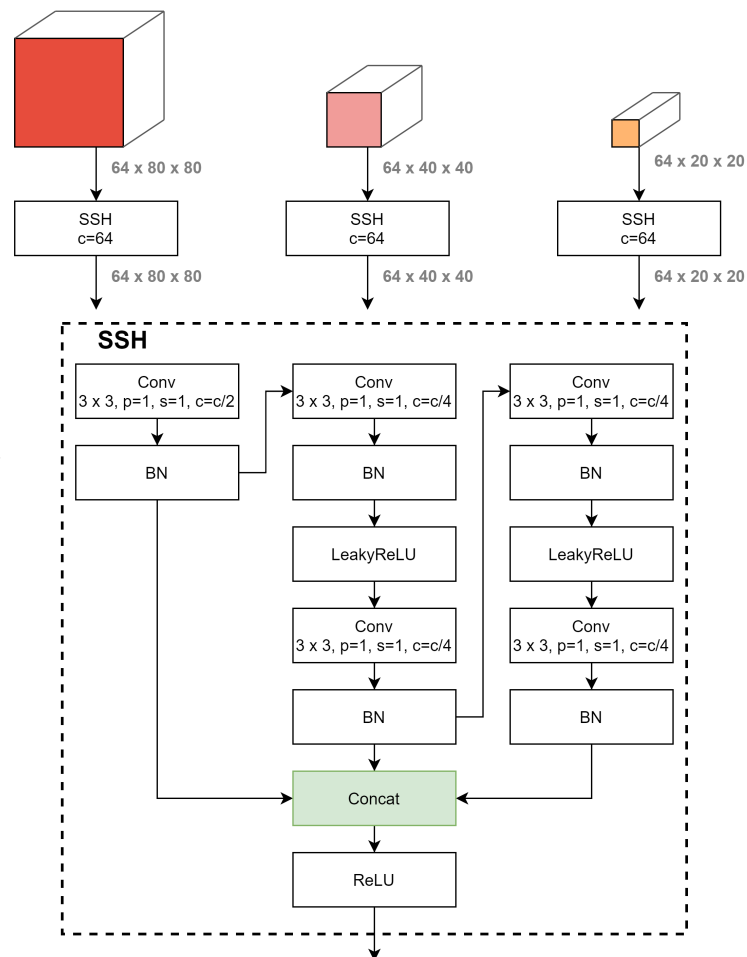 64 x 80 x 80
64 x 40 x 40
64 x 20 x 20
SSH
c=64
SSH
c=64
SSH
c=64
64 x 80 x 80
64 x 40 x 40
64 x 20 x 20
SSH
Conv
3 x 3, p=1, s=1, c=c/2
BN
Conv
3 x 3, p=1, s=1, c=c/4
BN
LeakyReLU
Conv
3 x 3, p=1, s=1, c=c/4
BN
Conv
3 x 3, p=1, s=1, c=c/4
BN
LeakyReLU
Conv
3 x 3, p=1, s=1, c=c/4
BN
Concat
ReLU